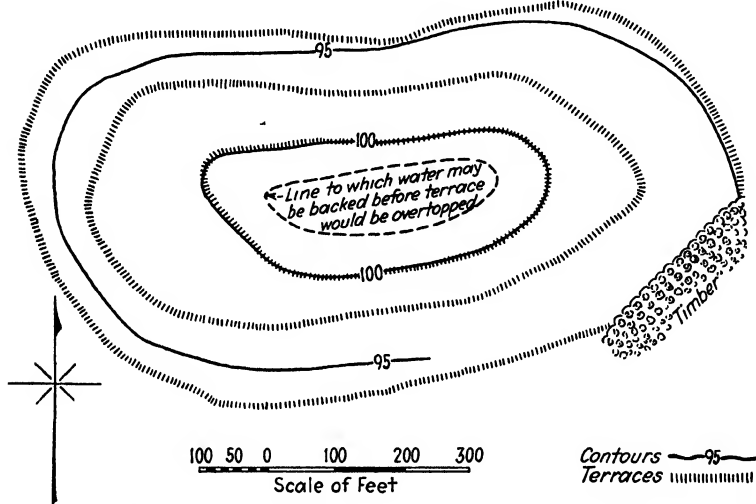 95
100
Line to which water may
be backed before terrace
would be overtopped
100
Timber
95
100 50 0 100 200 300
Scale of Feet
Contours 95
Terraces